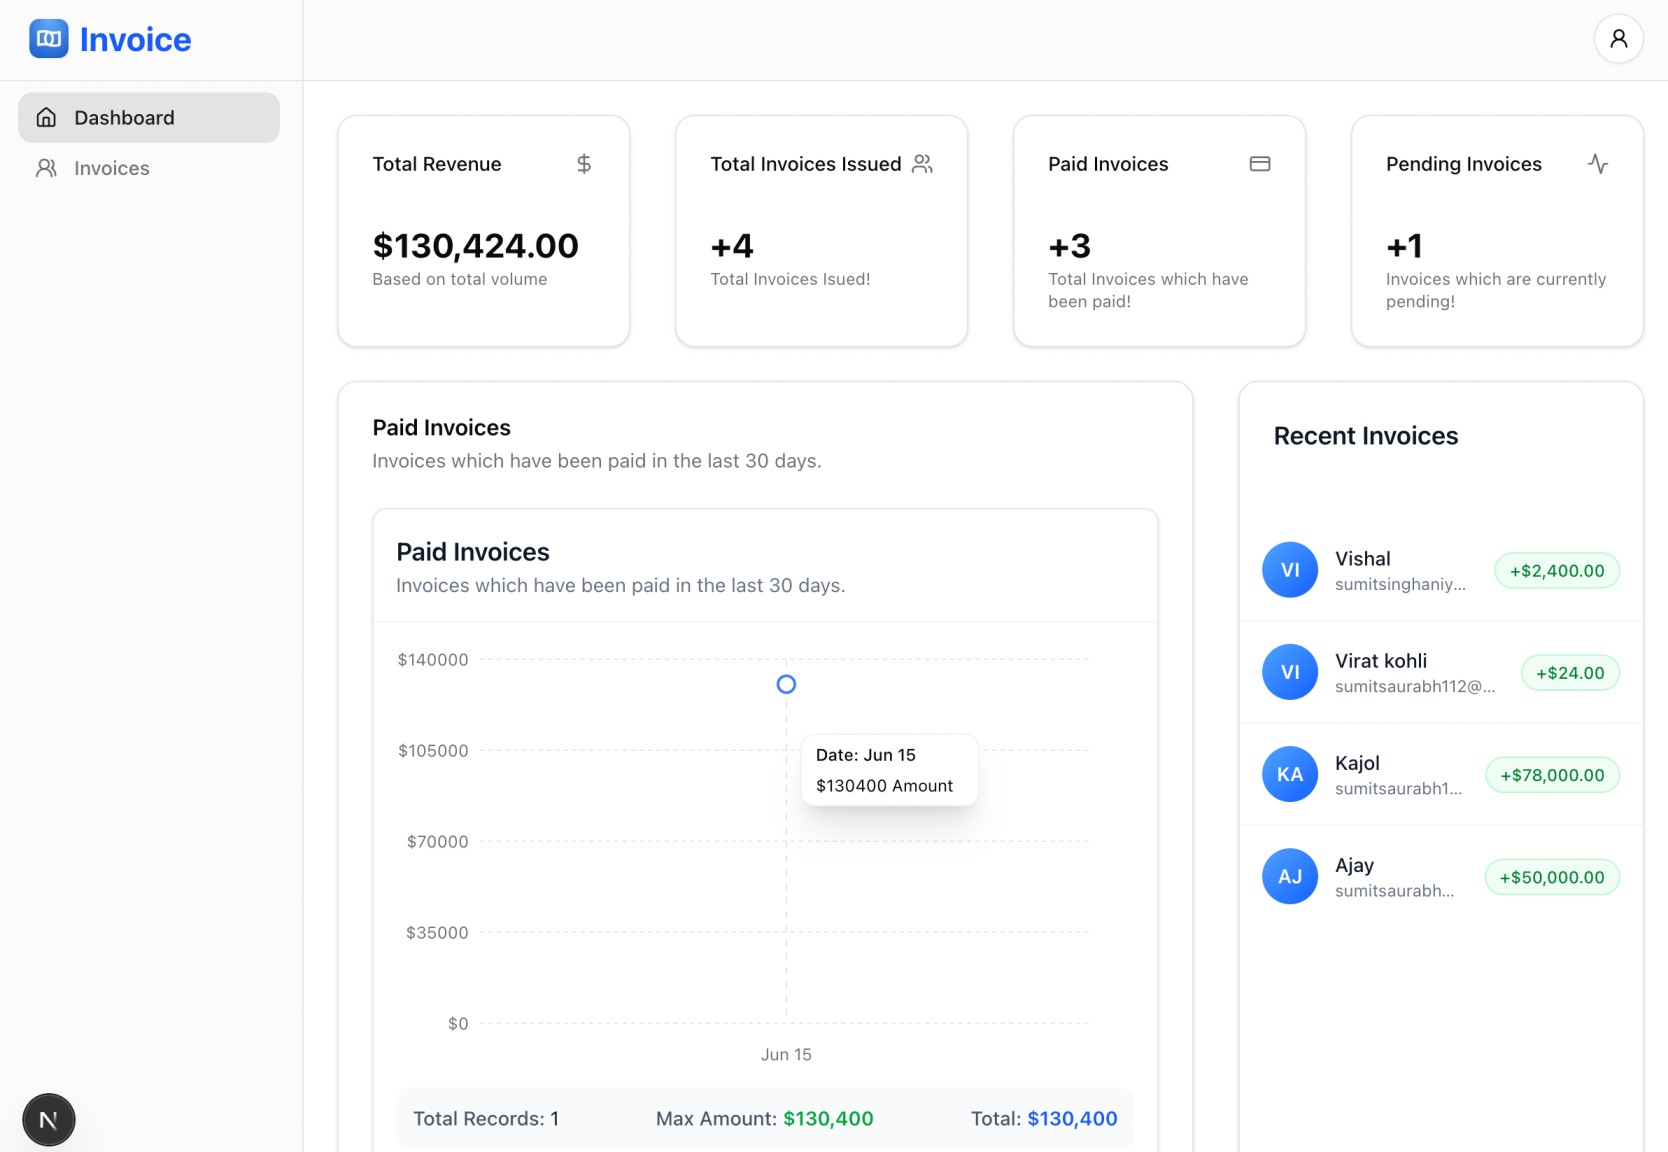 Invoice
Dashboard
Invoices
Total Revenue
$130,424.00
Based on total volume
Total Invoices Issued
+4
Total Invoices Isued!
Paid Invoices
+3
Total Invoices which have
been paid!
Pending Invoices
+1
Invoices which are currently
pending!
Paid Invoices
Invoices which have been paid in the last 30 days.
Paid Invoices
Invoices which have been paid in the last 30 days.
$140000
$105000
$70000
$35000
$0
Date: Jun 15
$130400 Amount
Jun 15
Total Records: 1
Max Amount: $130,400
Total: $130,400
Recent Invoices
VI
Vishal
sumitsinghaniy...
+$2,400.00
VI
Virat kohli
sumitsaurabh112@...
+$24.00
KA
Kajol
sumitsaurabh1...
+$78,000.00
AJ
Ajay
sumitsaurabh...
+$50,000.00
N